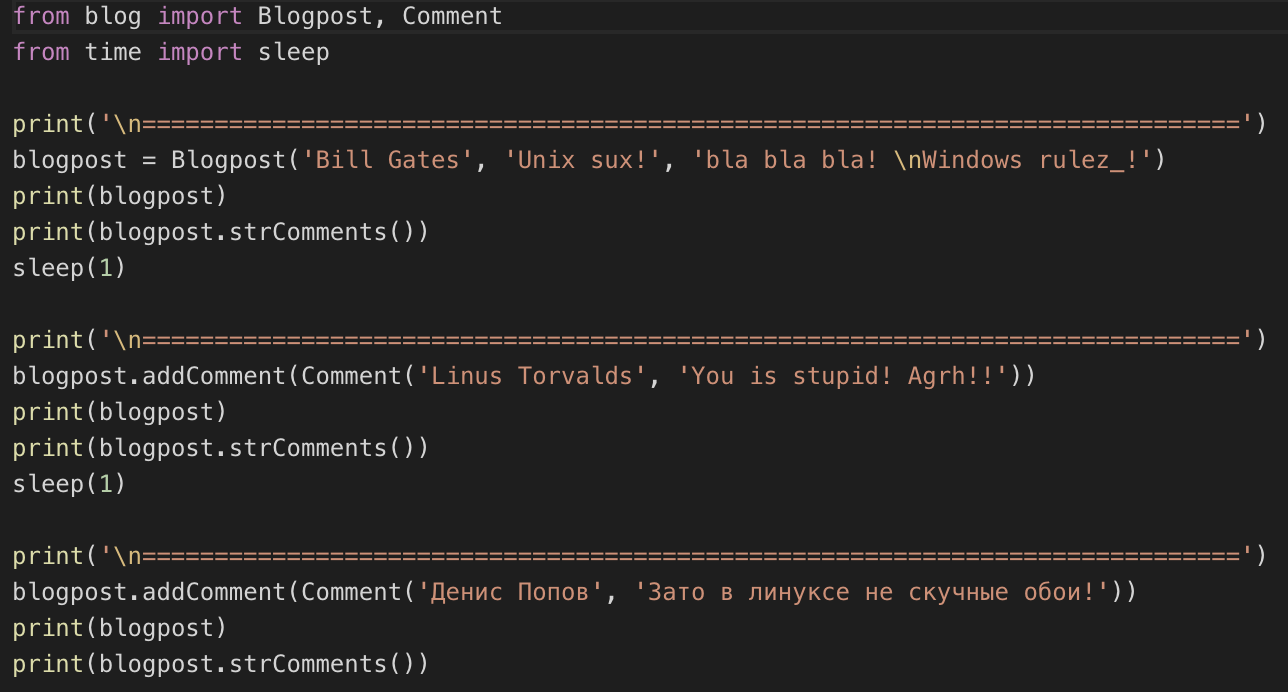 from blog import Blogpost, Comment
from time import sleep
print('\n============================================================================')
blogpost = Blogpost('Bill Gates', 'Unix sux!', 'bla bla bla! \nWindows rulez_!')
print(blogpost)
print(blogpost.strComments())
sleep(1)
print('\n============================================================================')
blogpost.addComment(Comment('Linus Torvalds', 'You is stupid! Agrh!!'))
print(blogpost)
print(blogpost.strComments())
sleep(1)
print('\n============================================================================')
blogpost.addComment(Comment('Денис Попов', 'Зато в линуксе не скучные обои!'))
print(blogpost)
print(blogpost.strComments())